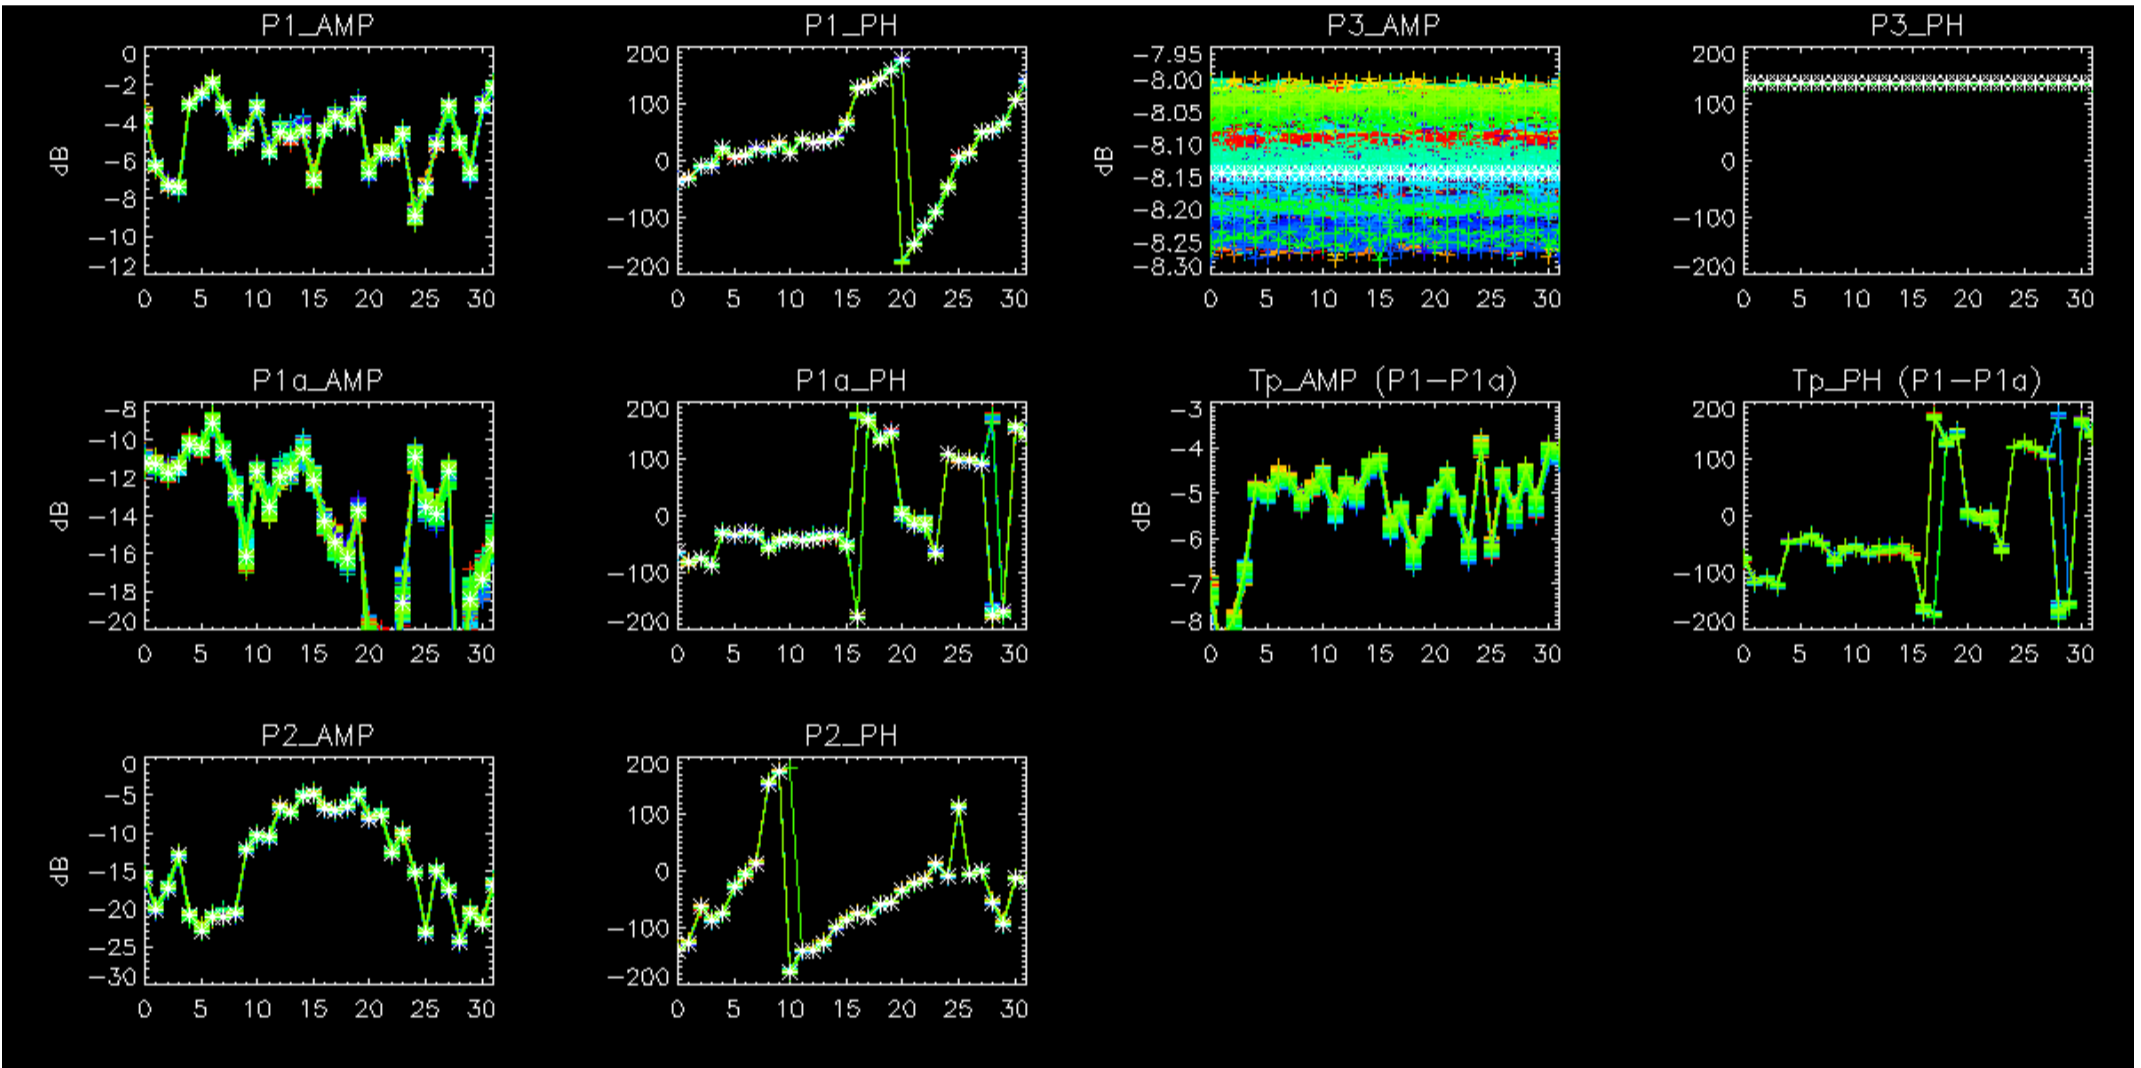 P1_AMP
P1_PH
P3_AMP
P3_PH
0
-2
-4
-6
-8
-10
-12
dB
0 5 10 15 20 25 30
200
100
0
-100
-200
0 5 10 15 20 25 30
-7.95
-8.00
-8.05
-8.10
-8.15
-8.20
-8.25
-8.30
dB
0 5 10 15 20 25 30
200
100
0
-100
-200
0 5 10 15 20 25 30
P1a_AMP
P1a_PH
Tp_AMP (P1-P1a)
Tp_PH (P1-P1a)
-8
-10
-12
-14
-16
-18
-20
dB
0 5 10 15 20 25 30
200
100
0
-100
-200
0 5 10 15 20 25 30
-3
-4
-5
-6
-7
-8
dB
0 5 10 15 20 25 30
200
100
0
-100
-200
0 5 10 15 20 25 30
P2_AMP
P2_PH
0
-5
-10
-15
-20
-25
-30
dB
0 5 10 15 20 25 30
200
100
0
-100
-200
0 5 10 15 20 25 30